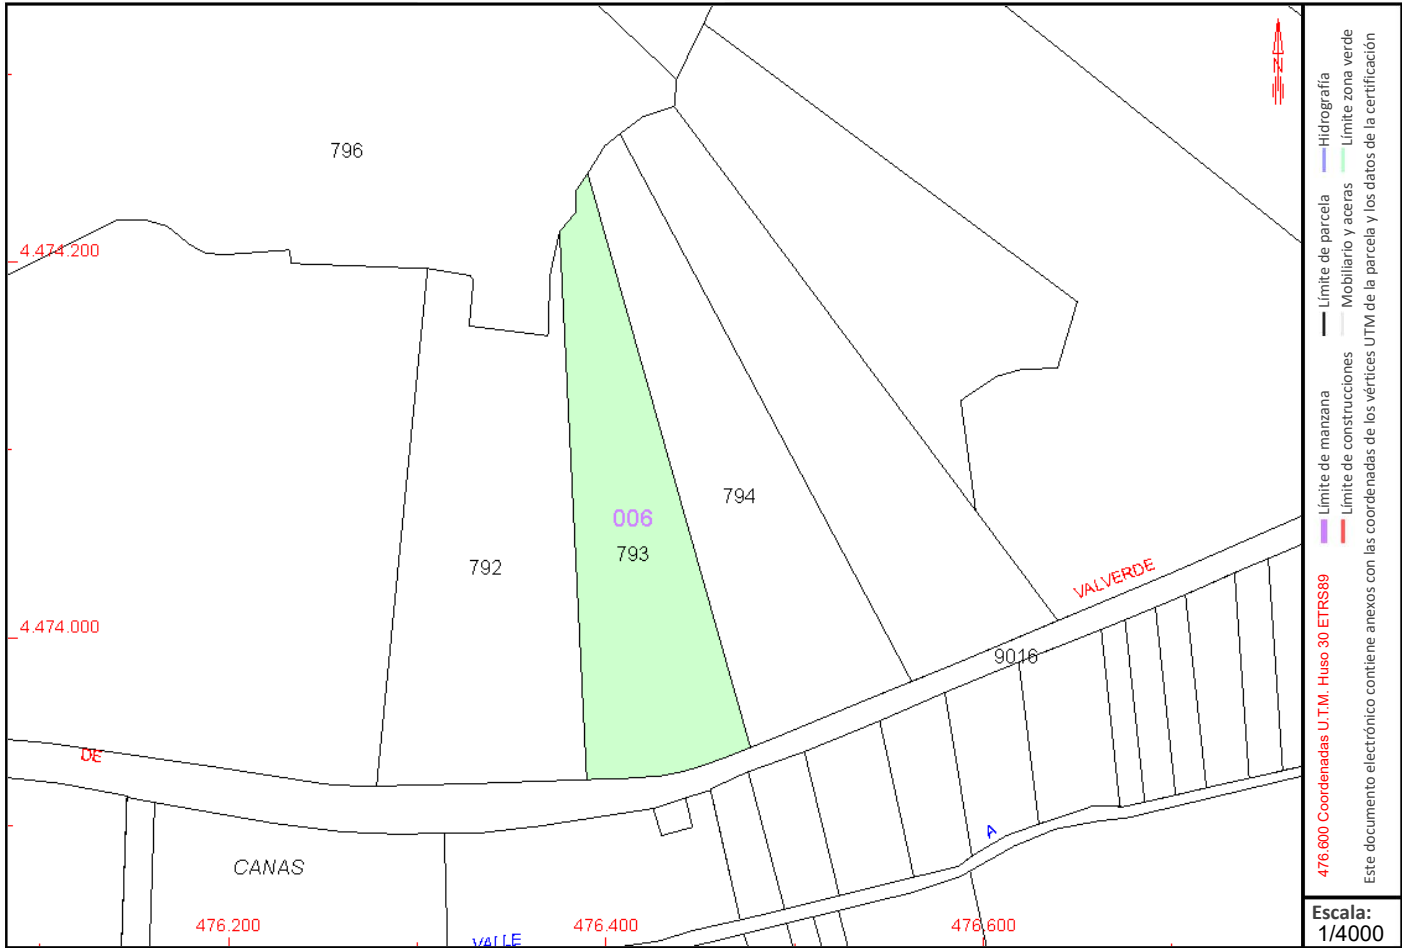 796
4.474.200
794
006
793
792
VALVERDE
4.474.000
9016
DE
A
CANAS
476.200
476.400
476.600
VALLE
N
Hidrografía
Límite zona verde
Límite de parcela
Mobiliario y aceras
Límite de manzana
Límite de construcciones
476.600 Coordenadas U.T.M. Huso 30 ETRS89
Este documento electrónico contiene anexos con las coordenadas de los vértices UTM de la parcela y los datos de la certificación
Escala:
1/4000